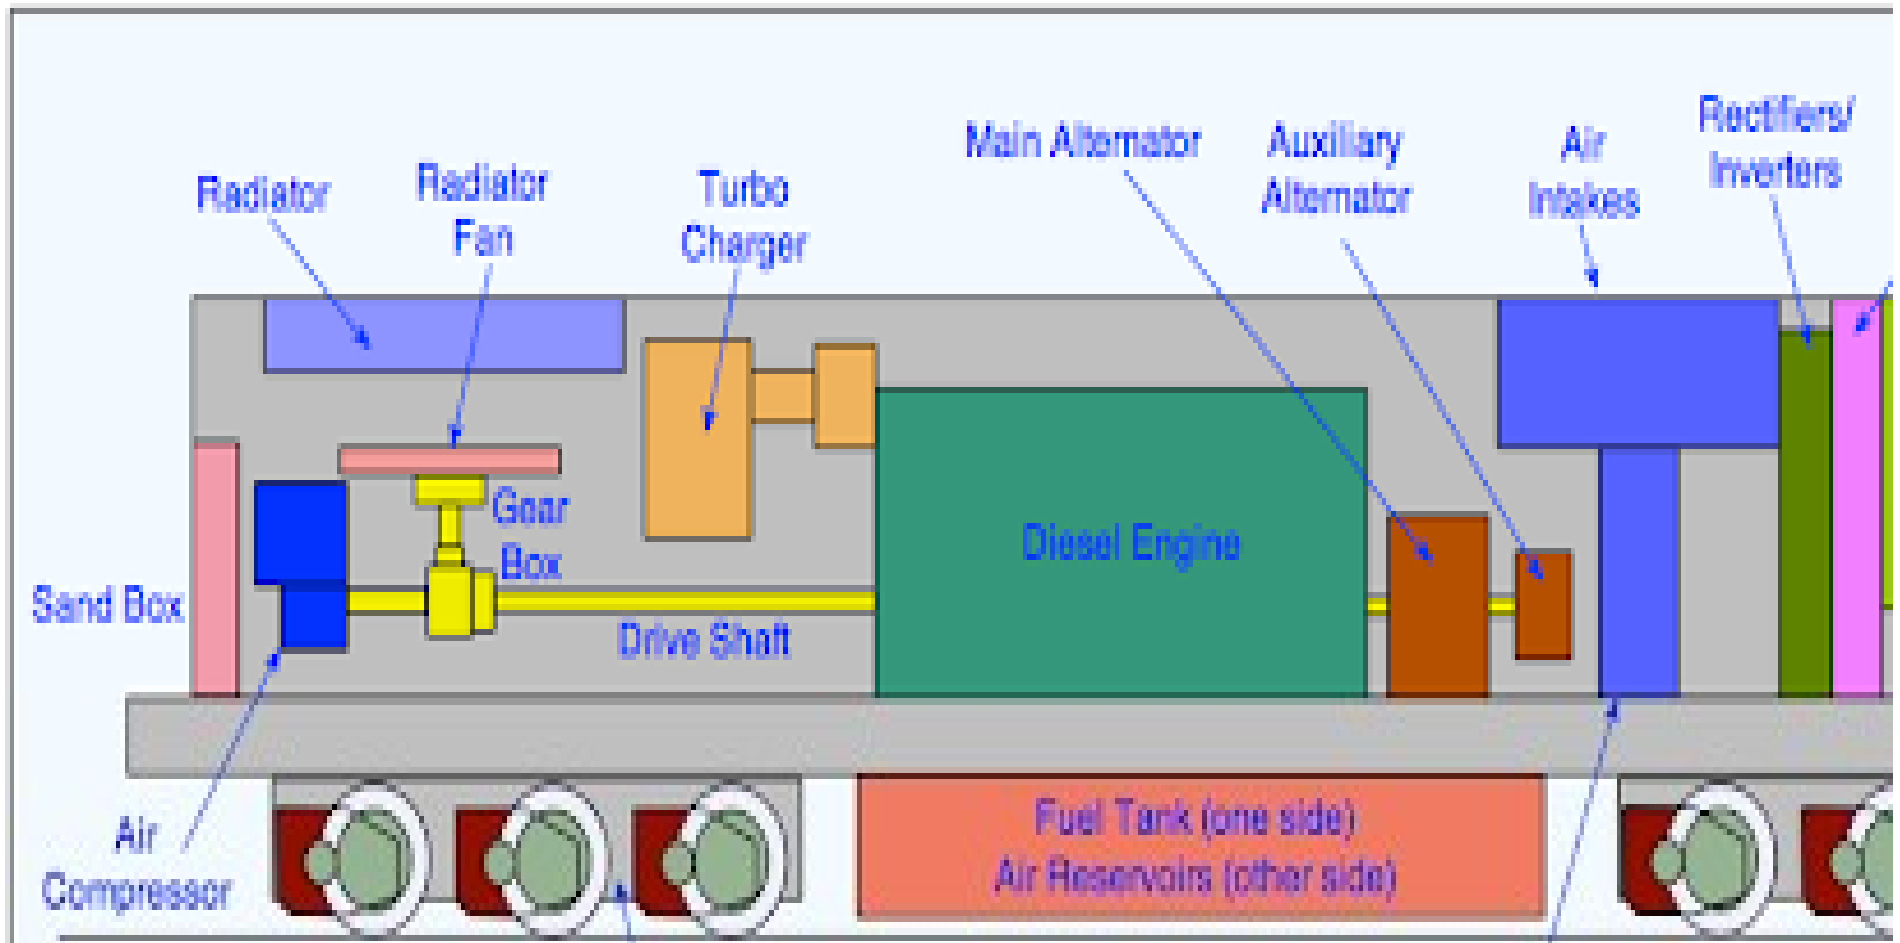 Rectifiers/
Inverters
Main Alternator
Auxiliary
Alternator
Air
Intakes
Radiator
Radiator
Fan
Turbo
Charger
Gear
Box
Diesel Engine
Sand Box
Drive Shaft
Air
Compressor
Fuel Tank (one side)
Air Reservoirs (other side)